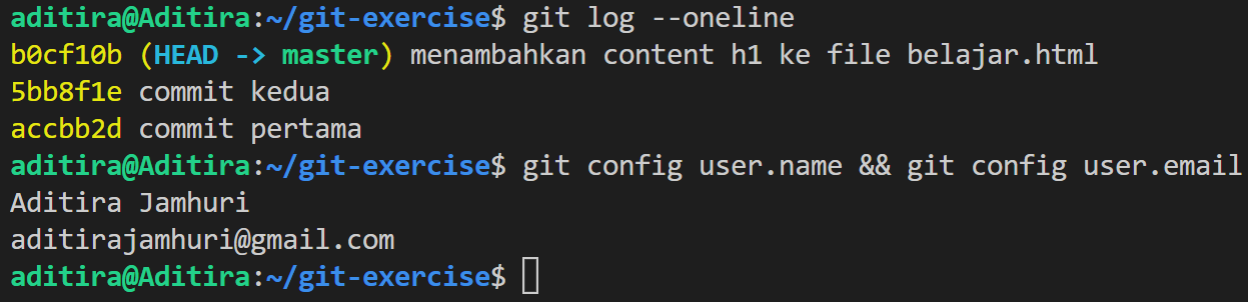 aditira@Aditira:~/git-exercise$ git log --oneline
b0cf10b (HEAD -> master) menambahkan content h1 ke file belajar.html
5bb8f1e commit kedua
accbb2d commit pertama
aditira@Aditira:~/git-exercise$ git config user.name && git config user.email
Aditira Jamhuri
aditirajamhuri@gmail.com
aditira@Aditira:~/git-exercise$